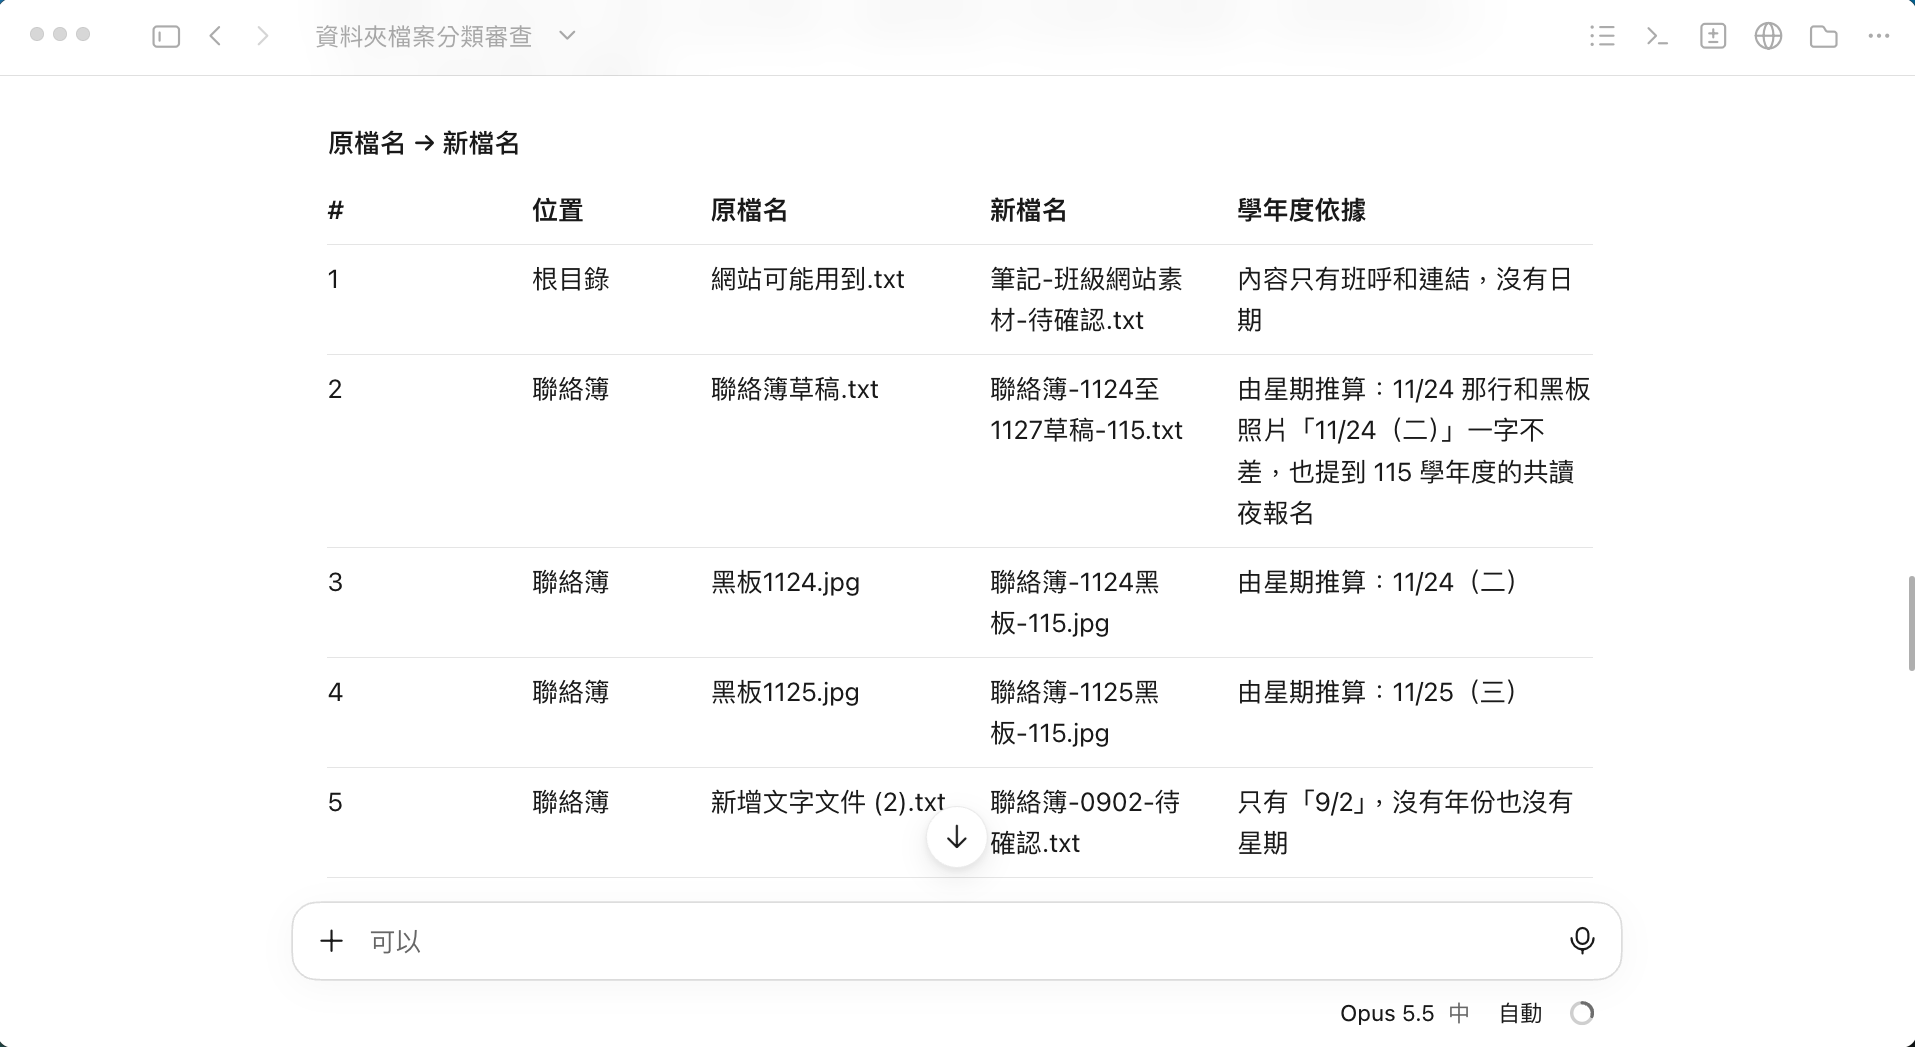 資料夾檔案分類審查
原檔名 → 新檔名
# 位置 原檔名 新檔名 學年度依據
1 根目錄 網站可能用到.txt 筆記-班級網站素 內容只有班呼和連結，沒有日
材-待確認.txt 期
2 聯絡簿 聯絡簿草稿.txt 聯絡簿-1124至 由星期推算：11/24 那行和黑板
1127草稿-115.txt 照片「11/24（二）」一字不
差，也提到 115 學年度的共讀
夜報名
3 聯絡簿 黑板1124.jpg 聯絡簿-1124黑 由星期推算：11/24（二）
板-115.jpg
4 聯絡簿 黑板1125.jpg 聯絡簿-1125黑 由星期推算：11/25（三）
板-115.jpg
5 聯絡簿 新增文字文件 (2).txt 聯絡簿-0902-待 只有「9/2」，沒有年份也沒有
確認.txt 星期
可以
Opus 5.5 中 自動